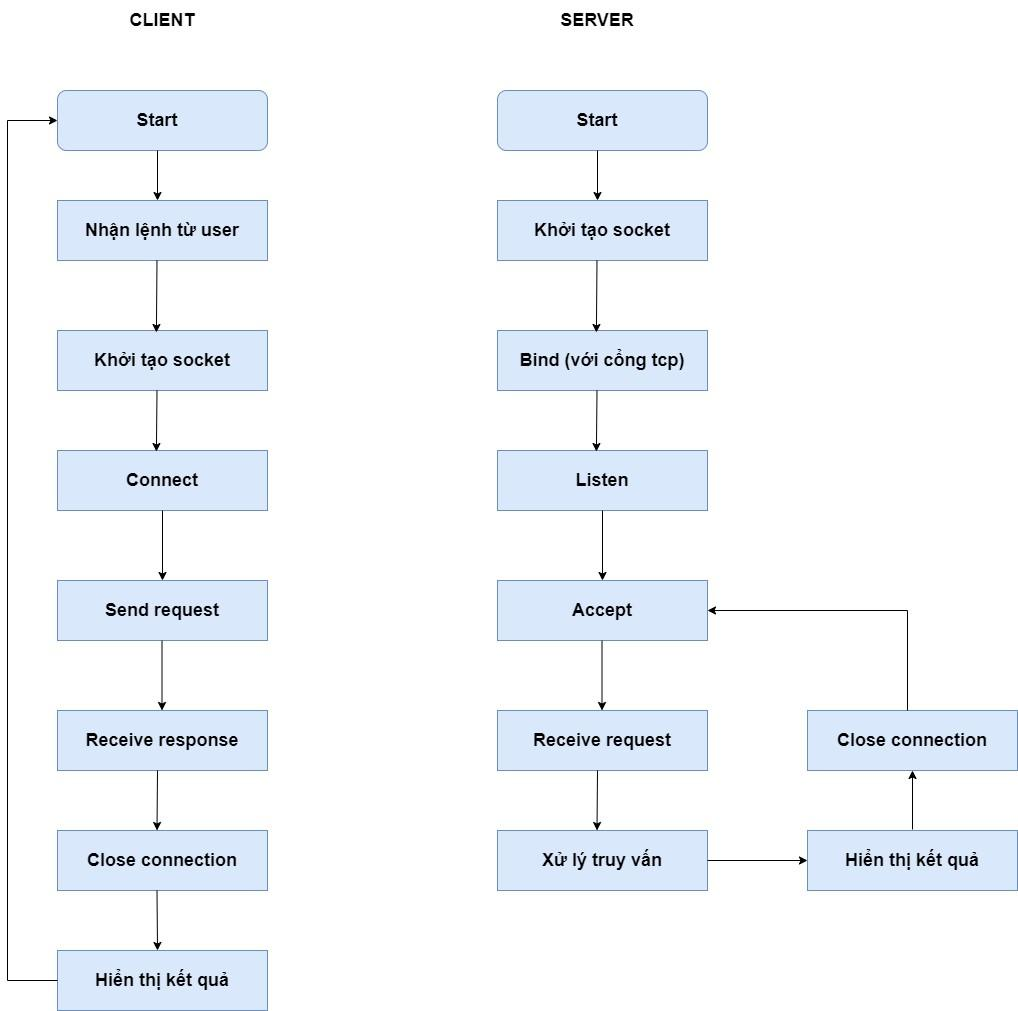 CLIENT
Start
Nhận lệnh từ user
Khởi tạo socket
Connect
Send request
Receive response
Close connection
Hiển thị kết quả
SERVER
Start
Khởi tạo socket
Bind (với cổng tcp)
Listen
Accept
Receive request
Xử lý truy vấn
Hiển thị kết quả
Close connection